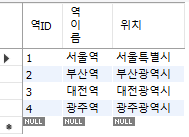 역ID 역이름 위치
1 서울역 서울특별시
2 부산역 부산광역시
3 대전역 대전광역시
4 광주역 광주광역시
NULL NULL NULL